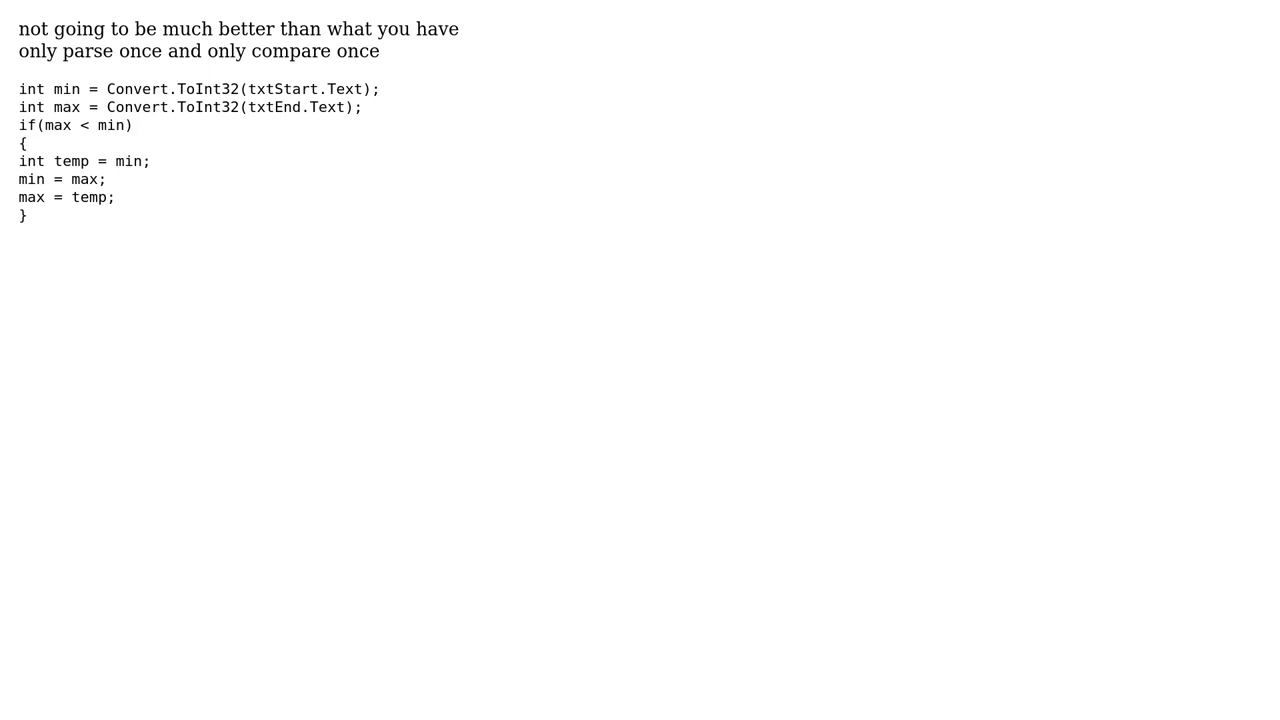 not going to be much better than what you have
only parse once and only compare once
int min = Convert.ToInt32(txtStart.Text);
int max = Convert.ToInt32(txtEnd.Text);
if(max < min)
{
int temp = min;
min = max;
max = temp;
}